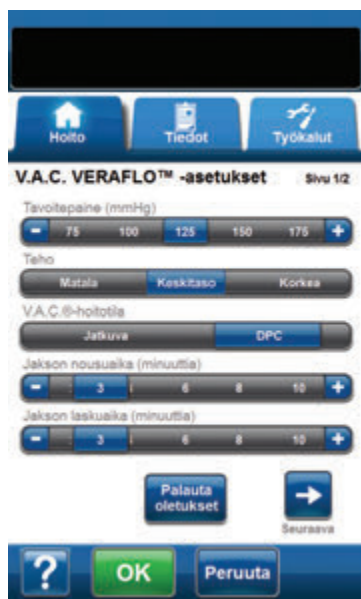 Hoito Tiedot Työkalut
V.A.C. VERAFLO™ -asetukset Sivu 1/2
Tavoitepaine (mmHg)
- 75 100 125 150 175 +
Teho
Matala Keskitaso Korkea
V.A.C.®-hoitotila
Jatkuva DPC
Jakson nousuaika (minuuttia)
- 3 6 8 10 +
Jakson laskuaika (minuuttia)
- 3 6 8 10 +
Palauta
oletukset
Seuraava
? OK Peruuta